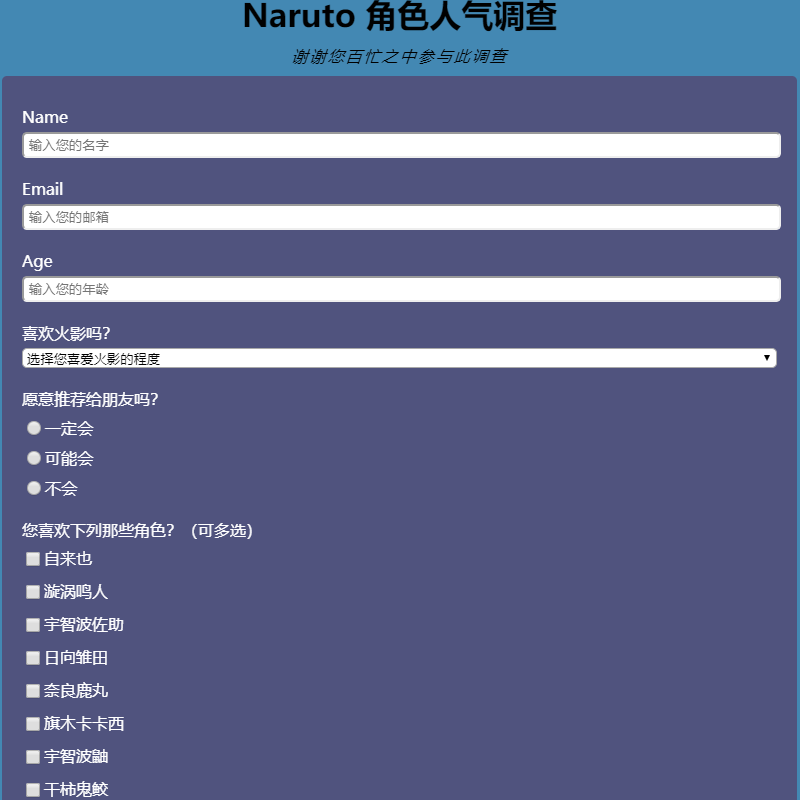 Naruto 角色人气调查
谢谢您百忙之中参与此调查
Name
输入您的名字
Email
输入您的邮箱
Age
输入您的年龄
喜欢火影吗?
选择您喜爱火影的程度
愿意推荐给朋友吗?
一定会
可能会
不会
您喜欢下列那些角色? （可多选）
自来也
漩涡鸣人
宇智波佐助
日向雏田
奈良鹿丸
旗木卡卡西
宇智波鼬
干柿鬼鲛